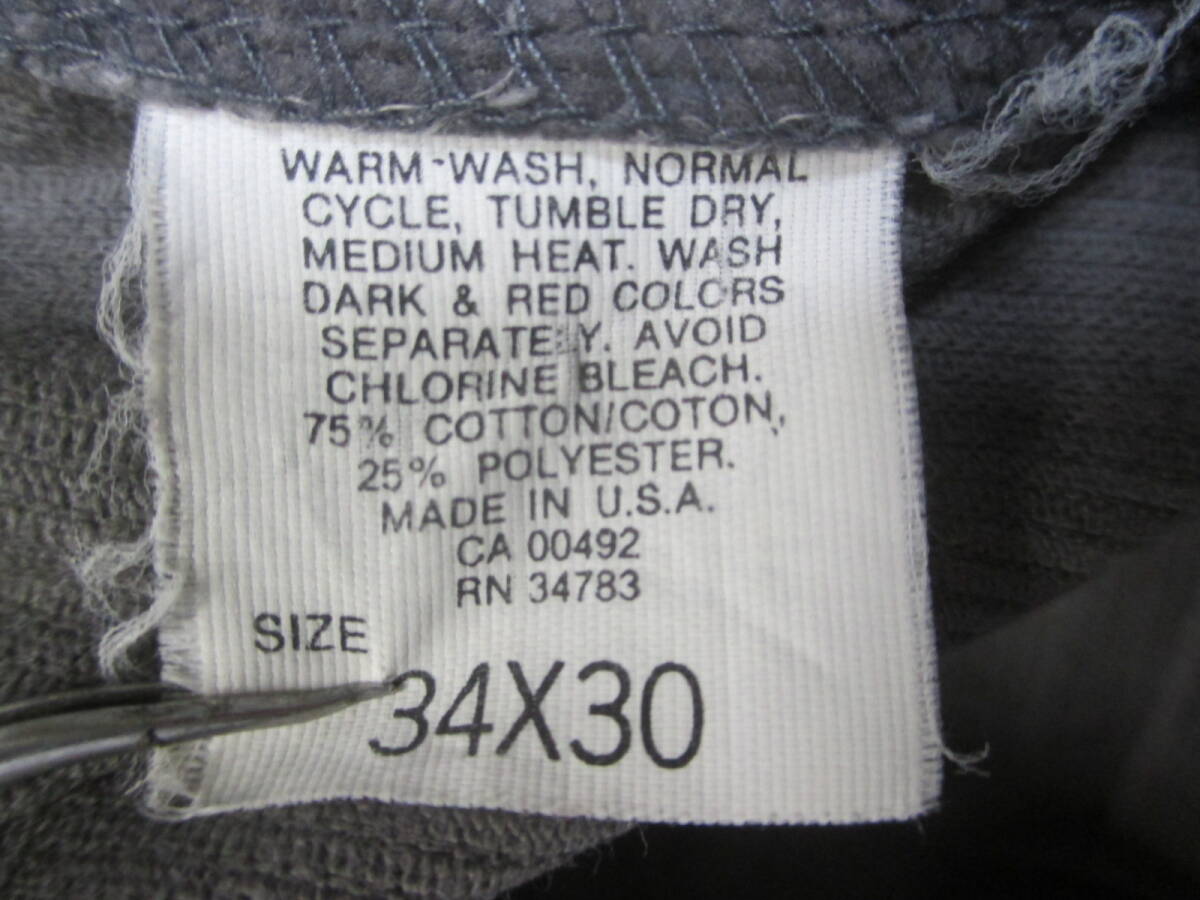 WARM-WASH, NORMAL
CYCLE, TUMBLE DRY,
MEDIUM HEAT. WASH
DARK & RED COLORS
SEPARATELY. AVOID
CHLORINE BLEACH.
75% COTTON/COTON,
25% POLYESTER.
MADE IN U.S.A.
CA 00492
RN 34783
SIZE
34X30